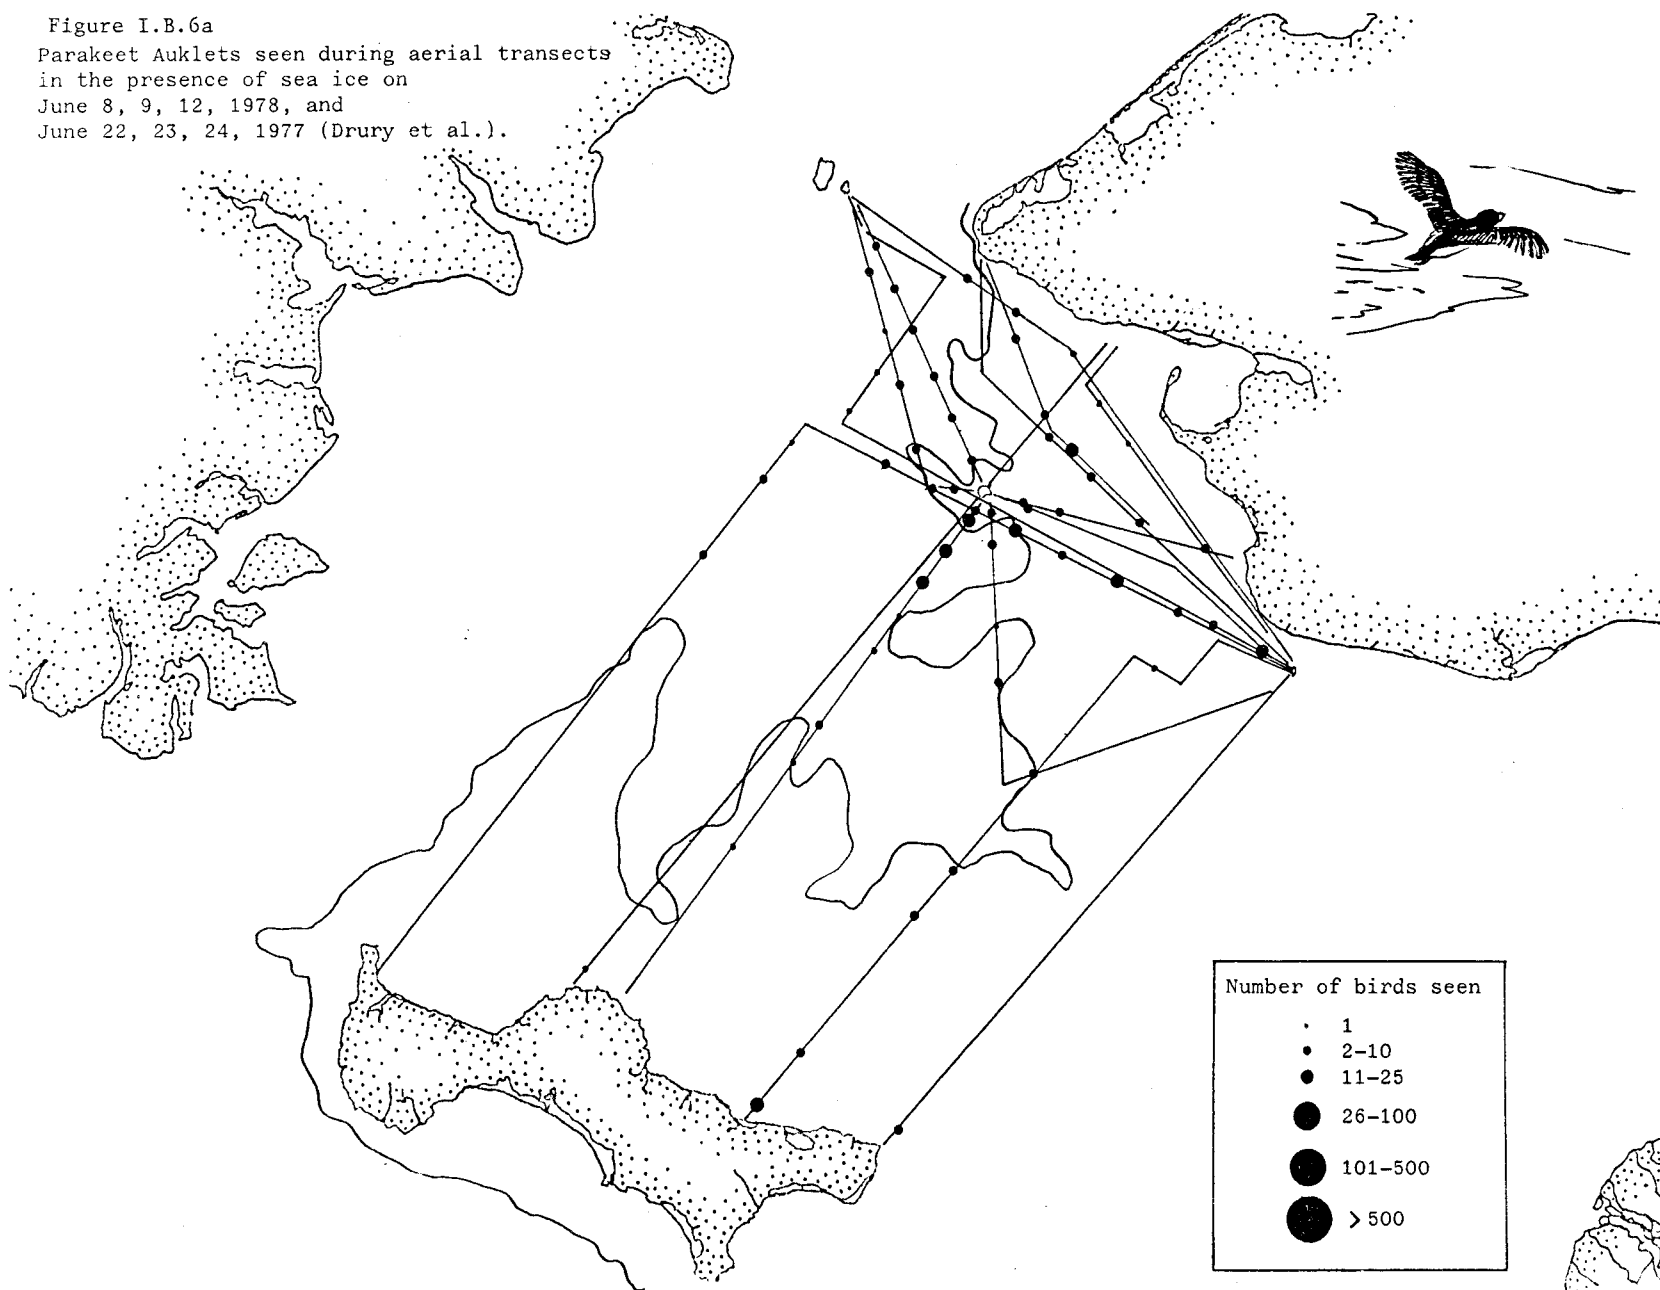 Figure I.B.6a
Parakeet Auklets seen during aerial transects
in the presence of sea ice on
June 8, 9, 12, 1978, and
June 22, 23, 24, 1977 (Drury et al.).
Number of birds seen
1
2-10
11-25
26-100
101-500
>500